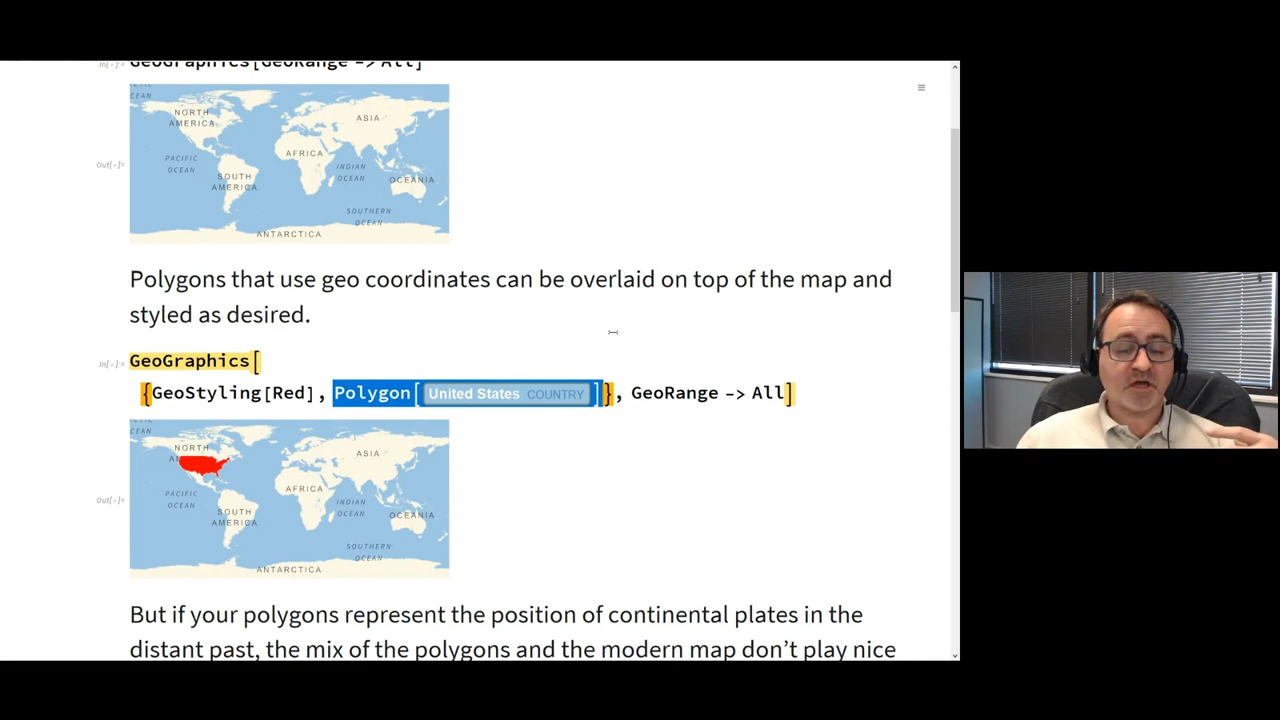 In[-]:= GeoGraphics[GeoRange -> All]
OCEAN
NORTH
AMERICA
ASIA
PACIFIC
OCEAN
AFRICA
INDIAN
OCEAN
SOUTH
AMERICA
OCEANIA
SOUTHERN
OCEAN
ANTARCTICA
Out[-]=
Polygons that use geo coordinates can be overlaid on top of the map and
styled as desired.
In[-]:= GeoGraphics[
{GeoStyling[Red], Polygon[United States COUNTRY]}, GeoRange -> All]
OCEAN
NORTH
ASIA
PACIFIC
OCEAN
AFRICA
INDIAN
OCEAN
SOUTH
AMERICA
OCEANIA
SOUTHERN
OCEAN
ANTARCTICA
Out[-]=
But if your polygons represent the position of continental plates in the
distant past, the mix of the polygons and the modern map don’t play nice